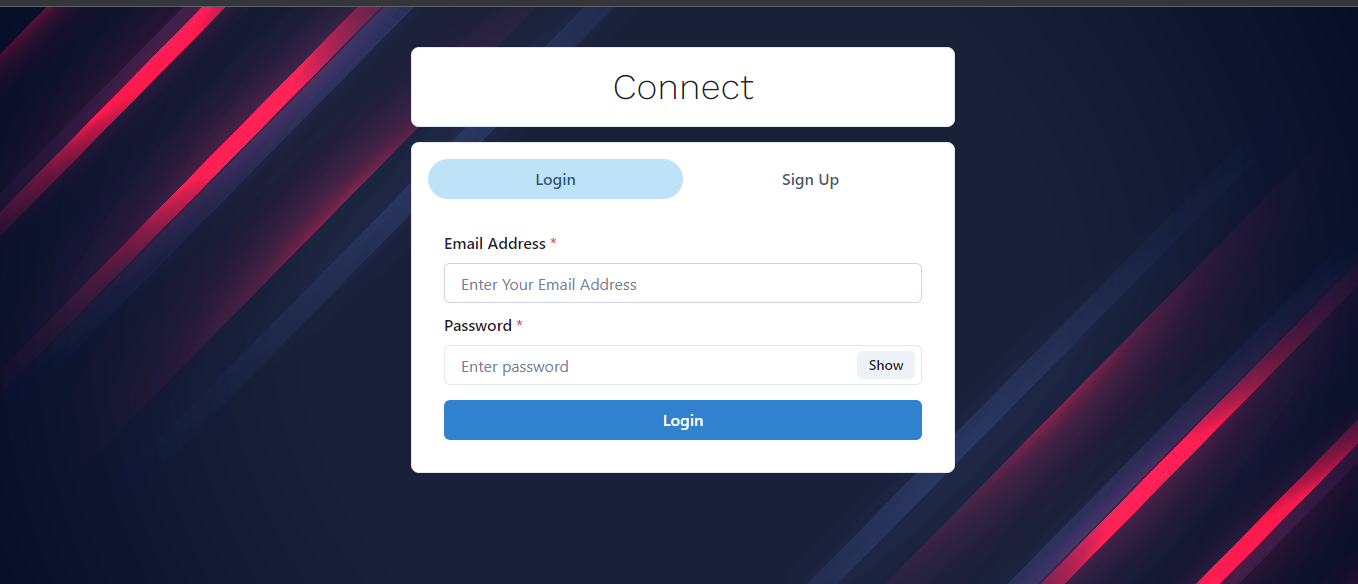 Connect
Login Sign Up
Email Address *
Enter Your Email Address
Password *
Enter password Show
Login